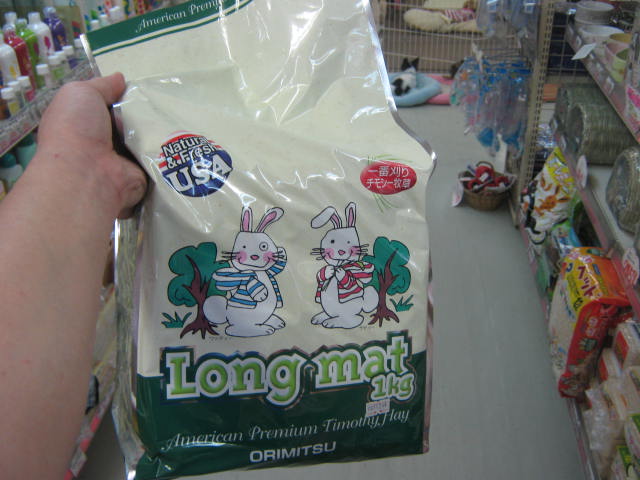 American Premium
Natural
& Fresh
USA
一番刈り
チモシー牧草
Long mat
1kg
American Premium Timothy Hay
ORIMITSU